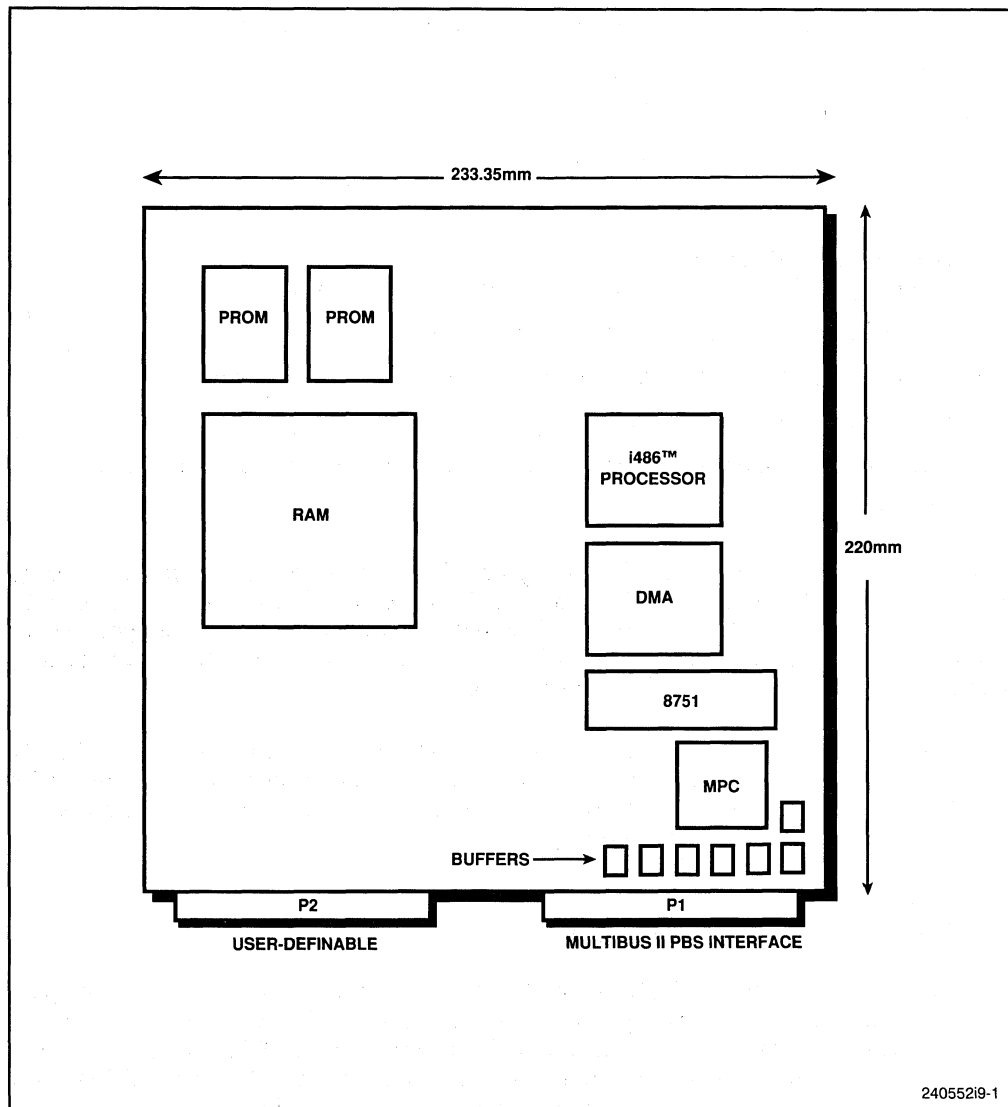 233.35mm
PROM PROM
i486™
PROCESSOR
RAM
220mm
DMA
8751
MPC
BUFFERS
P2 P1
USER-DEFINABLE MULTIBUS II PBS INTERFACE
240552i9-1